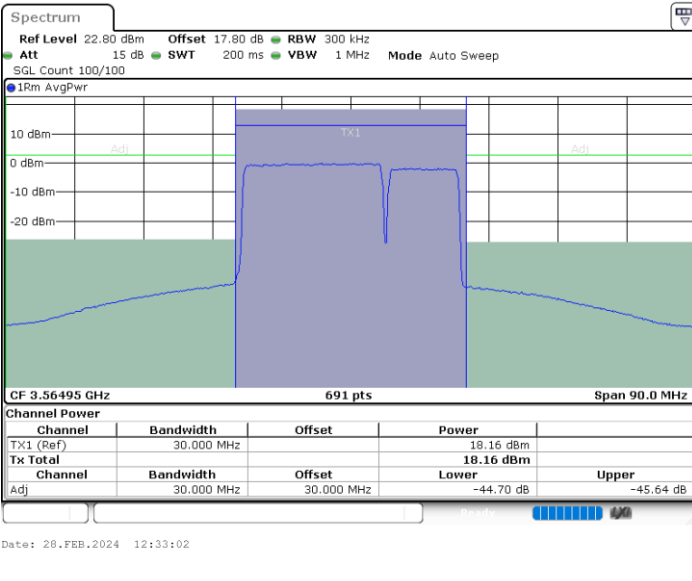 Spectrum
Ref Level 22.80 dBm Offset 17.80 dB RBW 300 kHz
Att 15 dB SWT 200 ms VBW 1 MHz Mode Auto Sweep
SGL Count 100/100
1Rm AvgPwr
10 dBm
TX1
Adj
Adj
0 dBm
-10 dBm
-20 dBm
CF 3.56495 GHz 691 pts Span 90.0 MHz
Channel Power
Channel Bandwidth Offset Power
TX1 (Ref) 30.000 MHz 18.16 dBm
Tx Total 18.16 dBm
Channel Bandwidth Offset Lower Upper
Adj 30.000 MHz 30.000 MHz -44.70 dB -45.64 dB
Ready
Date: 28.FEB.2024 12:33:02